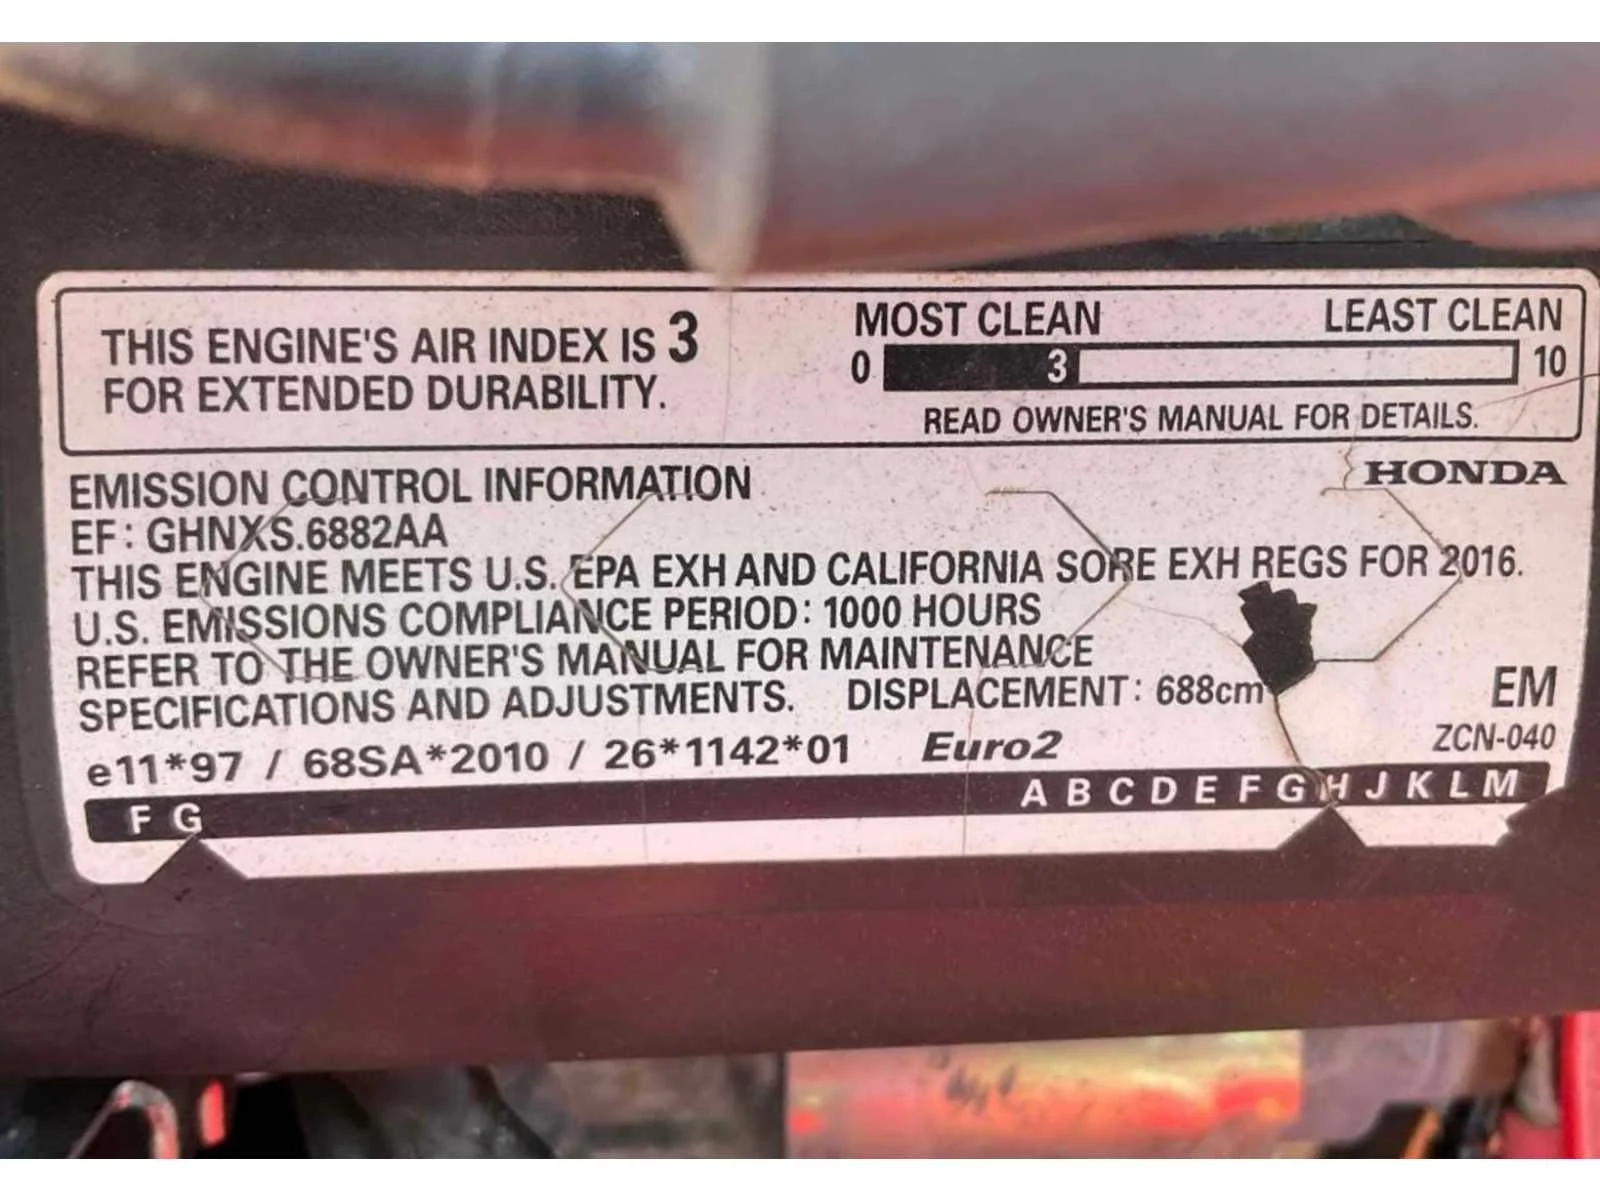 THIS ENGINE'S AIR INDEX IS 3
FOR EXTENDED DURABILITY.
MOST CLEAN LEAST CLEAN
0 3 10
READ OWNER'S MANUAL FOR DETAILS.
EMISSION CONTROL INFORMATION
HONDA
EF: GHNXS.6882AA
THIS ENGINE MEETS U.S. EPA EXH AND CALIFORNIA SORE EXH REGS FOR 2016.
U.S. EMISSIONS COMPLIANCE PERIOD: 1000 HOURS
REFER TO THE OWNER'S MANUAL FOR MAINTENANCE
SPECIFICATIONS AND ADJUSTMENTS. DISPLACEMENT: 688cm
EM
e11*97 / 68SA*2010 / 26*1142*01 Euro2
ZCN-040
F G A B C D E F G H J K L M